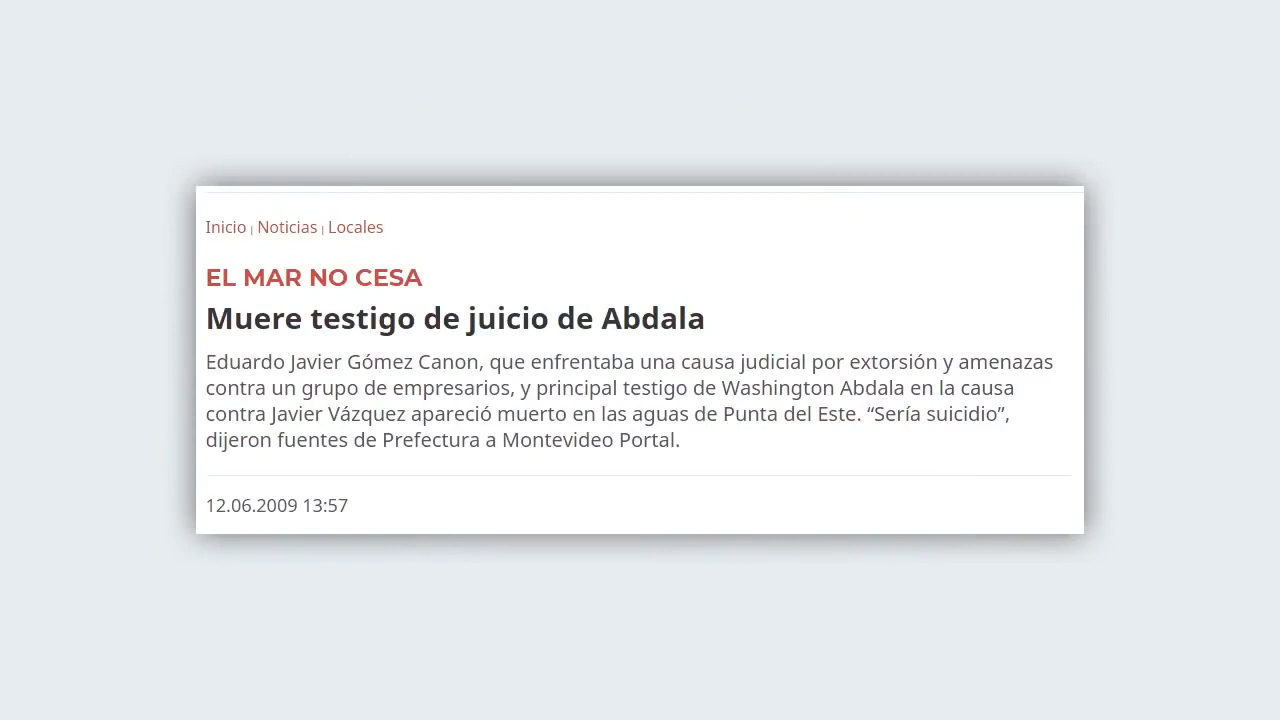 Inicio | Noticias | Locales
EL MAR NO CESA
Muere testigo de juicio de Abdala
Eduardo Javier Gómez Canon, que enfrentaba una causa judicial por extorsión y amenazas
contra un grupo de empresarios, y principal testigo de Washington Abdala en la causa
contra Javier Vázquez apareció muerto en las aguas de Punta del Este. “Sería suicidio”,
dijeron fuentes de Prefectura a Montevideo Portal.
12.06.2009 13:57